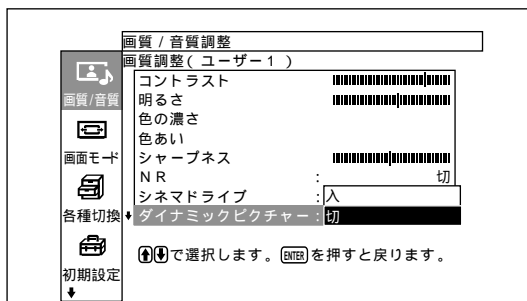 画質/音質調整
画質調整(ユーザー1)
画質/音質
画面モード
各種切換
初期設定
コントラスト
明るさ
色の濃さ
色あい
シャープネス
NR:切
シネマドライブ:入
ダイナミックピクチャー:切
で選択します。ENTERを押すと戻ります。